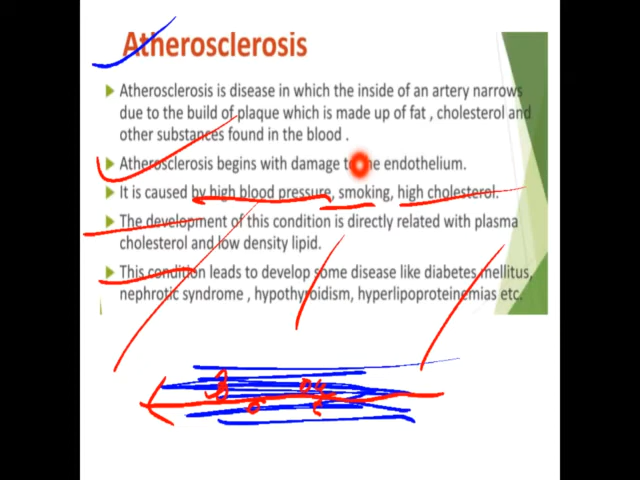 Atherosclerosis
Atherosclerosis is disease in which the inside of an artery narrows
due to the build of plaque which is made up of fat , cholesterol and
other substances found in the blood .
Atherosclerosis begins with damage to the endothelium.
It is caused by high blood pressure, smoking, high cholesterol.
The development of this condition is directly related with plasma
cholesterol and low density lipid.
This condition leads to develop some disease like diabetes mellitus,
nephrotic syndrome , hypothyroidism, hyperlipoproteinemias etc.